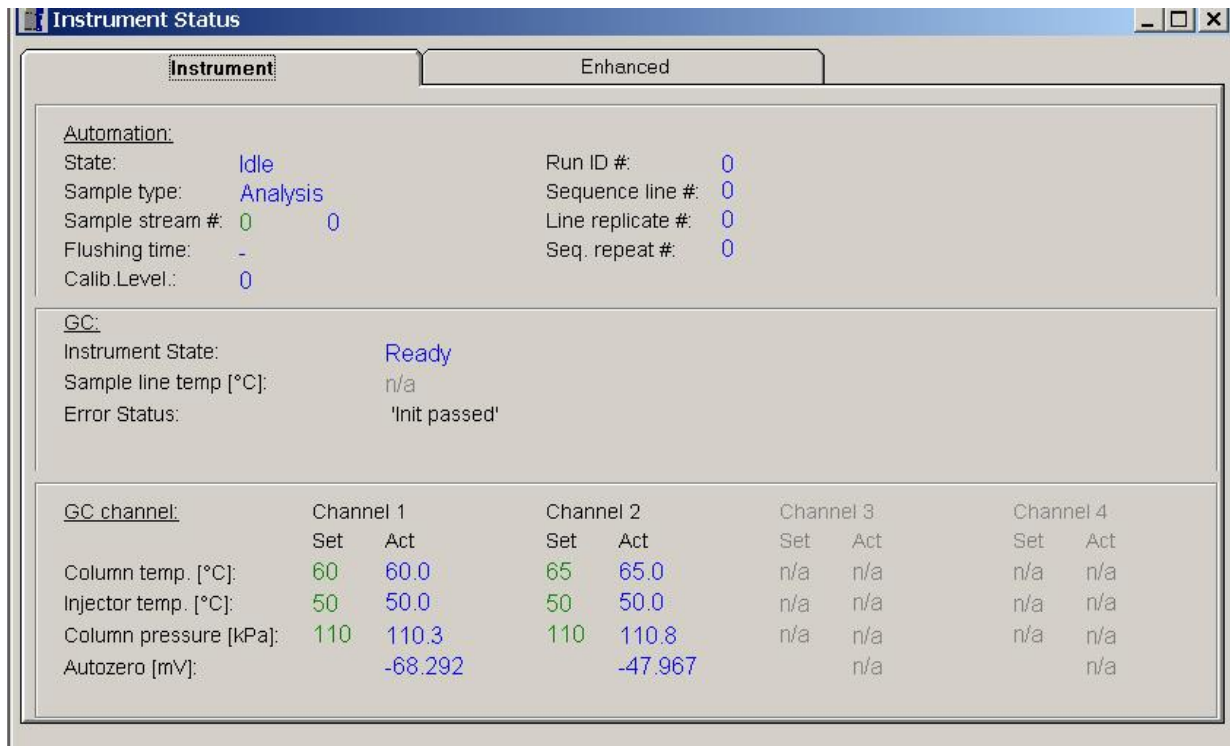 Instrument Status
Instrument Enhanced
Automation:
State: Idle Run ID #: 0
Sample type: Analysis Sequence line #: 0
Sample stream #: 0 0 Line replicate #: 0
Flushing time: - Seq. repeat #: 0
Calib.Level.: 0
GC:
Instrument State: Ready
Sample line temp [°C]: n/a
Error Status: 'Init passed'
GC channel: Channel 1 Channel 2 Channel 3 Channel 4
Set Act Set Act Set Act Set Act
Column temp. [°C]: 60 60.0 65 65.0 n/a n/a n/a n/a
Injector temp. [°C]: 50 50.0 50 50.0 n/a n/a n/a n/a
Column pressure [kPa]: 110 110.3 110 110.8 n/a n/a n/a n/a
Autozero [mV]: -68.292 -47.967 n/a n/a